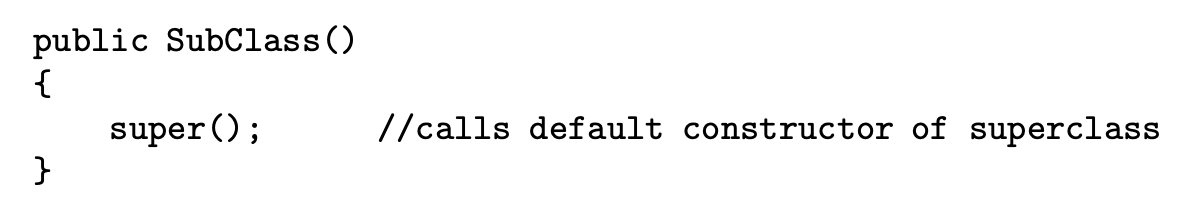 public SubClass()
{
    super();      //calls default constructor of superclass
}